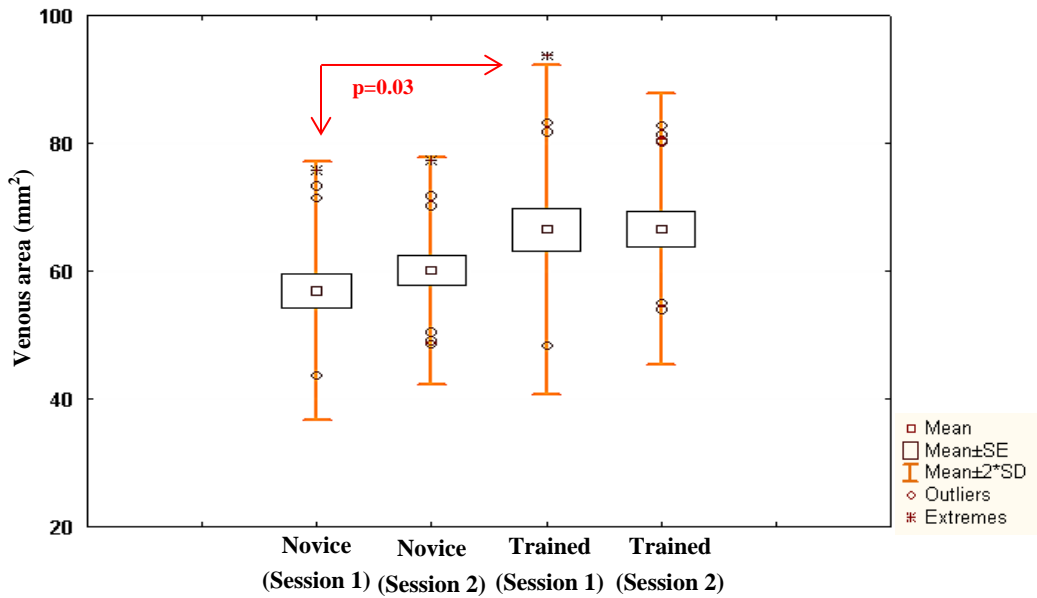 100
80
60
40
20
Venous area (mm²)
p=0.03
Novice
(Session 1)
Novice
(Session 2)
Trained
(Session 1)
Trained
(Session 2)
Mean
Mean±SE
Mean±2*SD
Outliers
Extremes